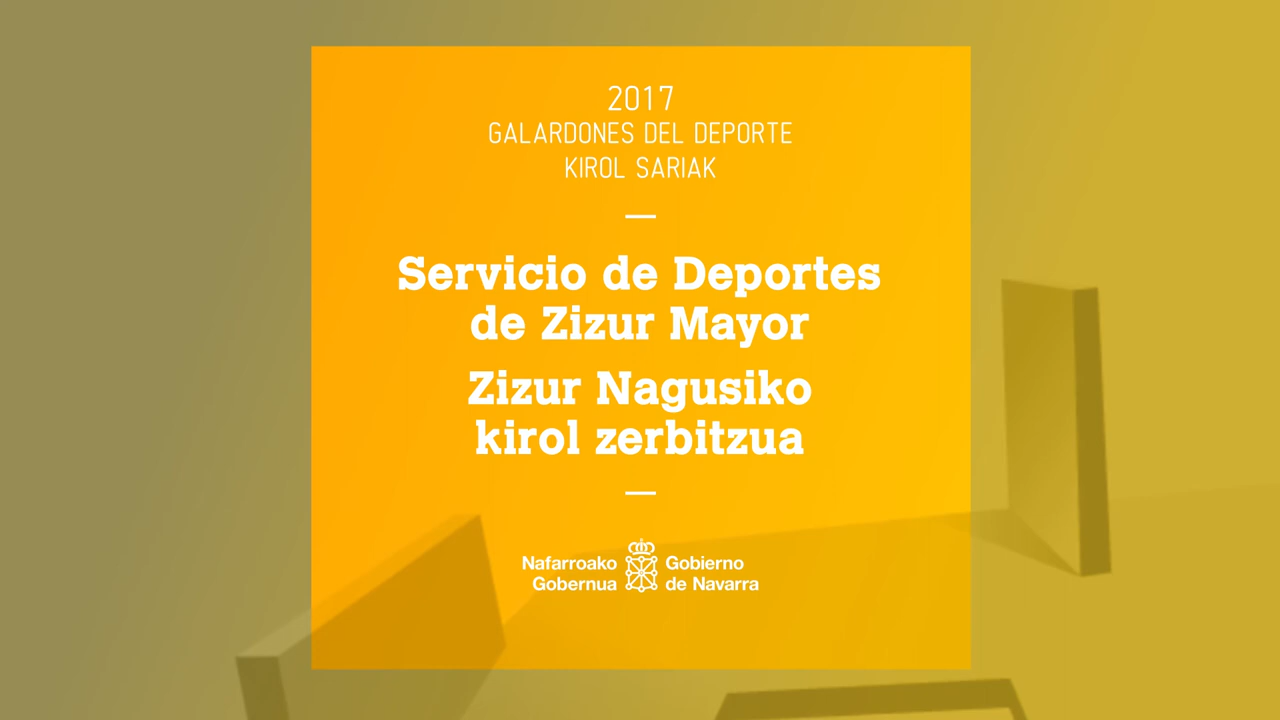 2017
GALARDONES DEL DEPORTE
KIROL SARIAK
Servicio de Deportes
de Zizur Mayor
Zizur Nagusiko
kirol zerbitzua
Nafarroako
Gobernua
Gobierno
de Navarra